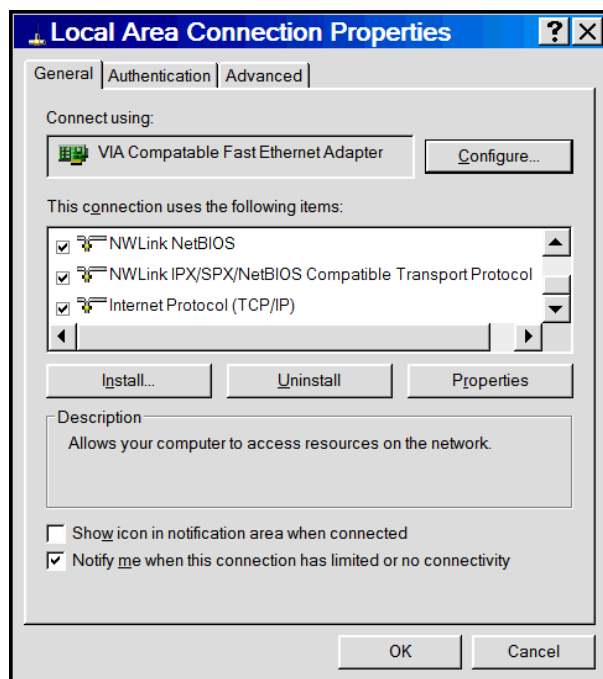 Local Area Connection Properties
General Authentication Advanced
Connect using:
VIA Compatable Fast Ethernet Adapter Configure...
This connection uses the following items:
NWLink NetBIOS
NWLink IPX/SPX/NetBIOS Compatible Transport Protocol
Internet Protocol (TCP/IP)
Install... Uninstall Properties
Description
Allows your computer to access resources on the network.
Show icon in notification area when connected
Notify me when this connection has limited or no connectivity
OK Cancel